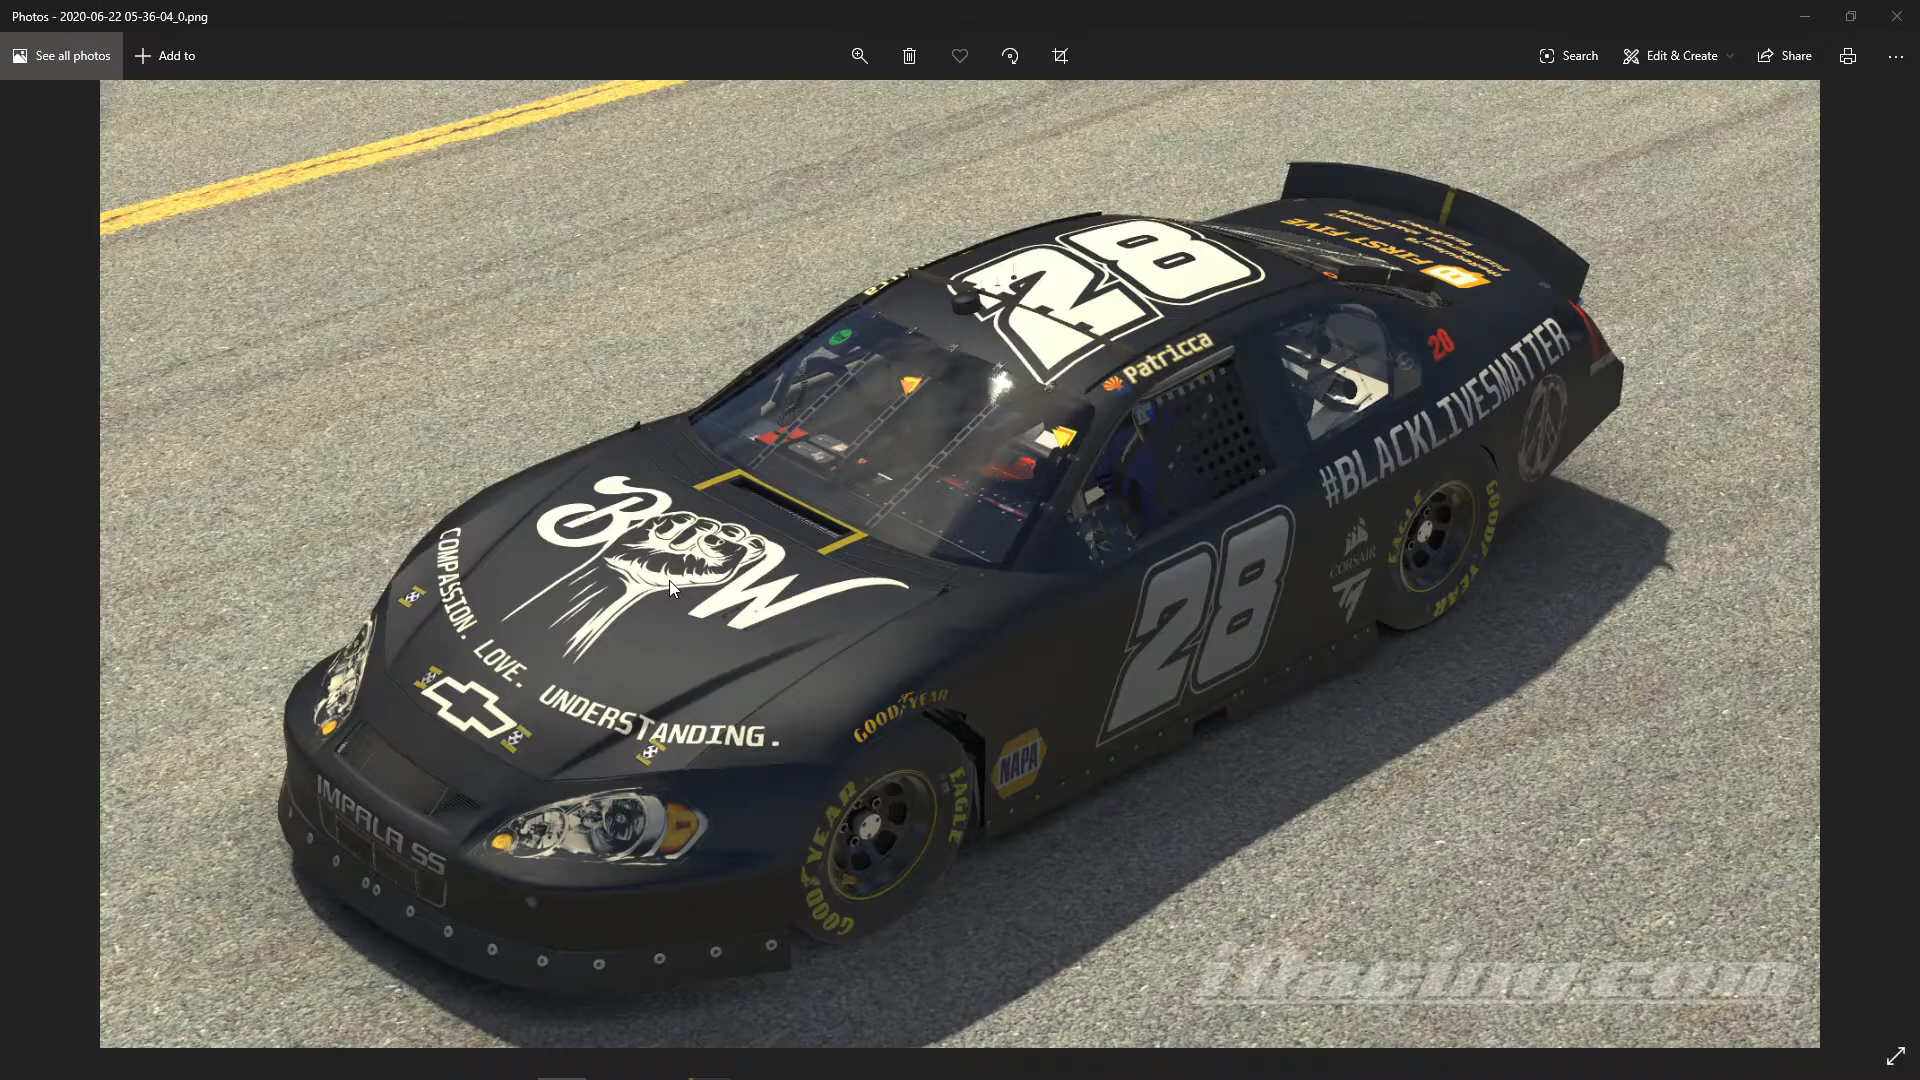 Photos - 2020-06-22 05-36-04_0.png
See all photos
Add to
Search
Edit & Create
Share
28
FIRST FIVE
Patricca
28
#BLACKLIVESMATTER
COMPASSION. LOVE. UNDERSTANDING.
28
CORSAIR
EAGLE
GOODYEAR
GOODYEAR
NAPA
IMPALA SS
GOODYEAR
EAGLE
GOODYEAR
iRacing.com